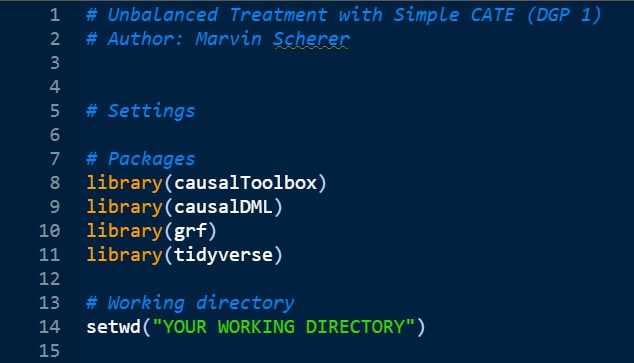 1 # Unbalanced Treatment with Simple CATE (DGP 1)
2 # Author: Marvin Scherer
3
4
5 # Settings
6
7 # Packages
8 library(causalToolbox)
9 library(causalDML)
10 library(grf)
11 library(tidyverse)
12
13 # Working directory
14 setwd("YOUR WORKING DIRECTORY")
15